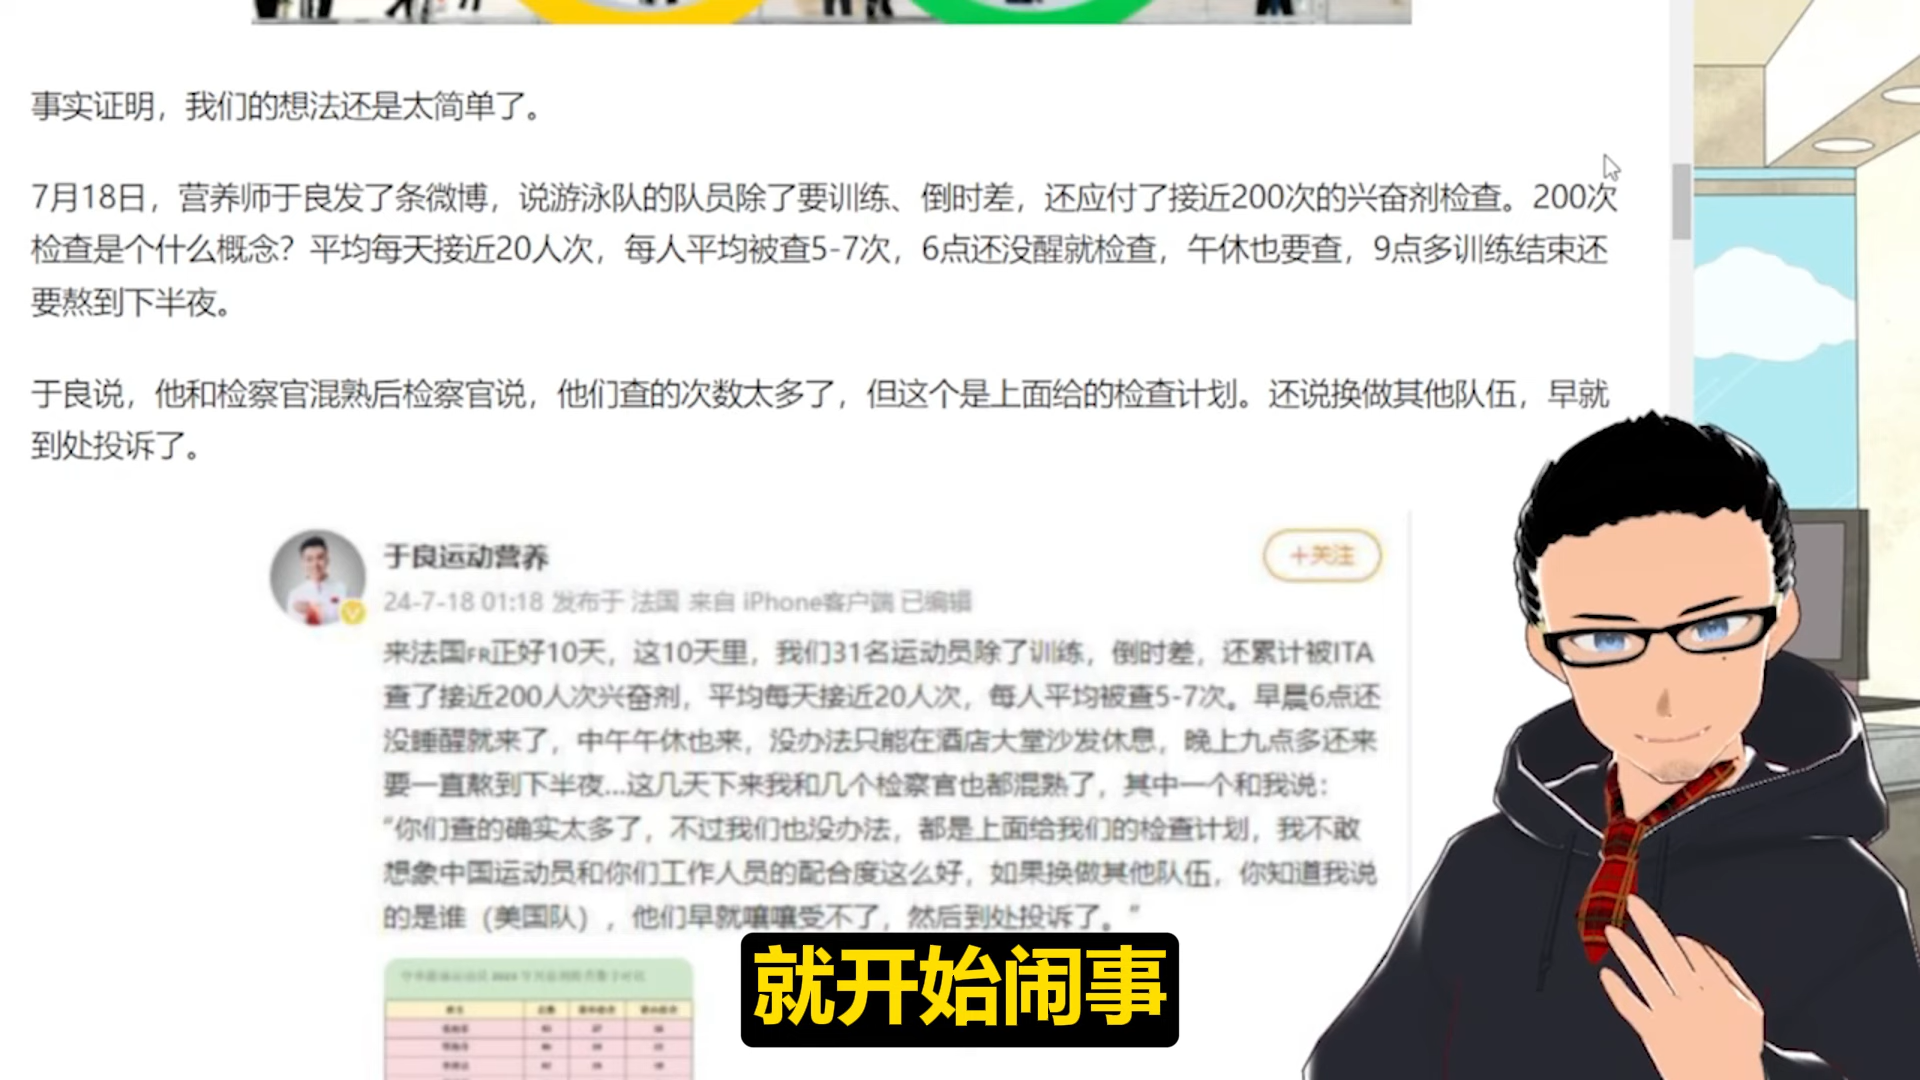 事实证明，我们的想法还是太简单了。
7月18日，营养师于良发了条微博，说游泳队的队员除了要训练、倒时差，还应付了接近200次的兴奋剂检查。200次
检查是个什么概念？平均每天接近20人次，每人平均被查5-7次，6点还没醒就检查，午休也要查，9点多训练结束还
要熬到下半夜。
于良说，他和检察官混熟后检察官说，他们查的次数太多了，但这个是上面给的检查计划。还说换做其他队伍，早就
到处投诉了。
于良运动营养
+关注
24-7-18 01:18 发布于 法国 来自 iPhone客户端 已编辑
来法国FR正好10天，这10天里，我们31名运动员除了训练，倒时差，还累计被ITA
查了接近200人次兴奋剂，平均每天接近20人次，每人平均被查5-7次。早晨6点还
没睡醒就来了，中午午休也来，没办法只能在酒店大堂沙发休息，晚上九点多还来
要一直熬到下半夜...这几天下来我和几个检察官也都混熟了，其中一个和我说：
“你们查的确实太多了，不过我们也没办法，都是上面给我们的检查计划，我不敢
想象中国运动员和你们工作人员的配合度这么好，如果换做其他队伍，你知道我说
的是谁（美国队），他们早就嚷嚷受不了，然后到处投诉了。”
就开始闹事